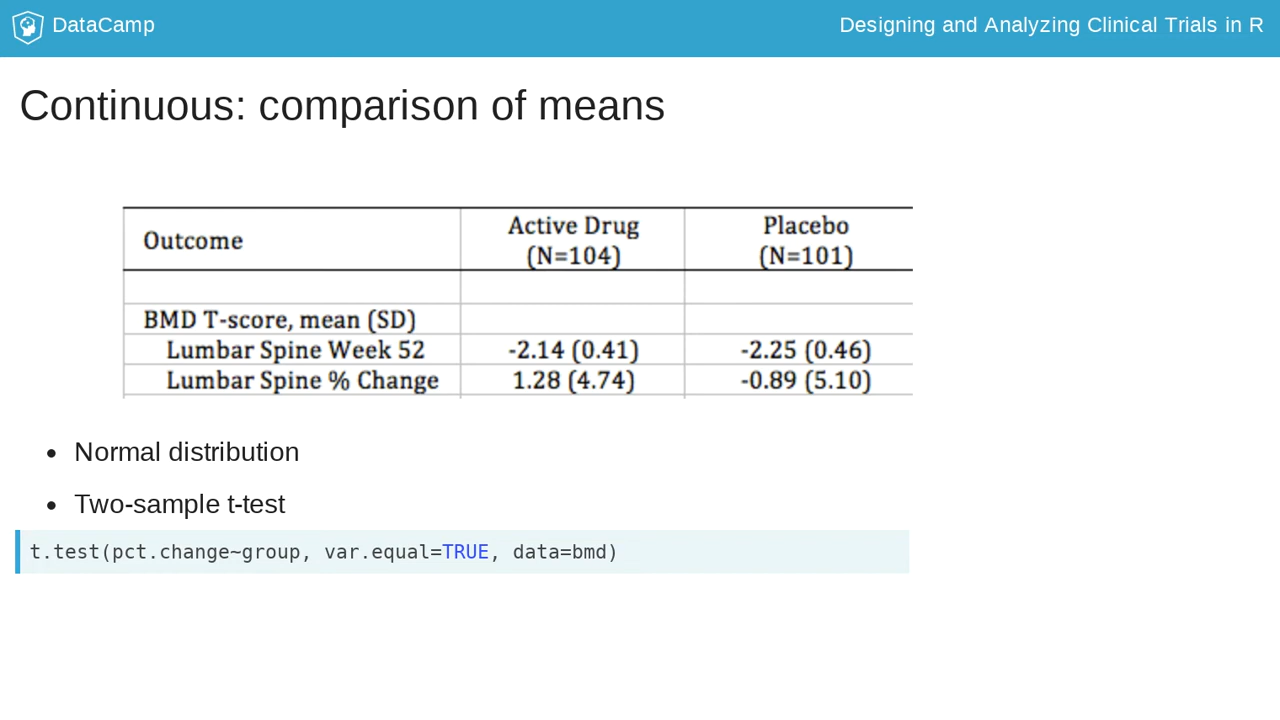 DataCamp
Designing and Analyzing Clinical Trials in R
Continuous: comparison of means
Outcome Active Drug (N=104) Placebo (N=101)
BMD T-score, mean (SD)
Lumbar Spine Week 52 -2.14 (0.41) -2.25 (0.46)
Lumbar Spine % Change 1.28 (4.74) -0.89 (5.10)
• Normal distribution
• Two-sample t-test
t.test(pct.change~group, var.equal=TRUE, data=bmd)